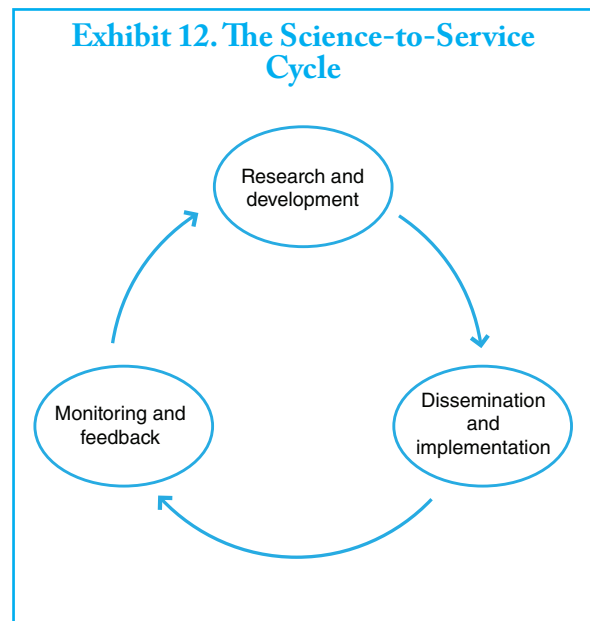 Exhibit 12. The Science-to-Service
Cycle
Research and
development
Monitoring and
feedback
Dissemination
and
implementation